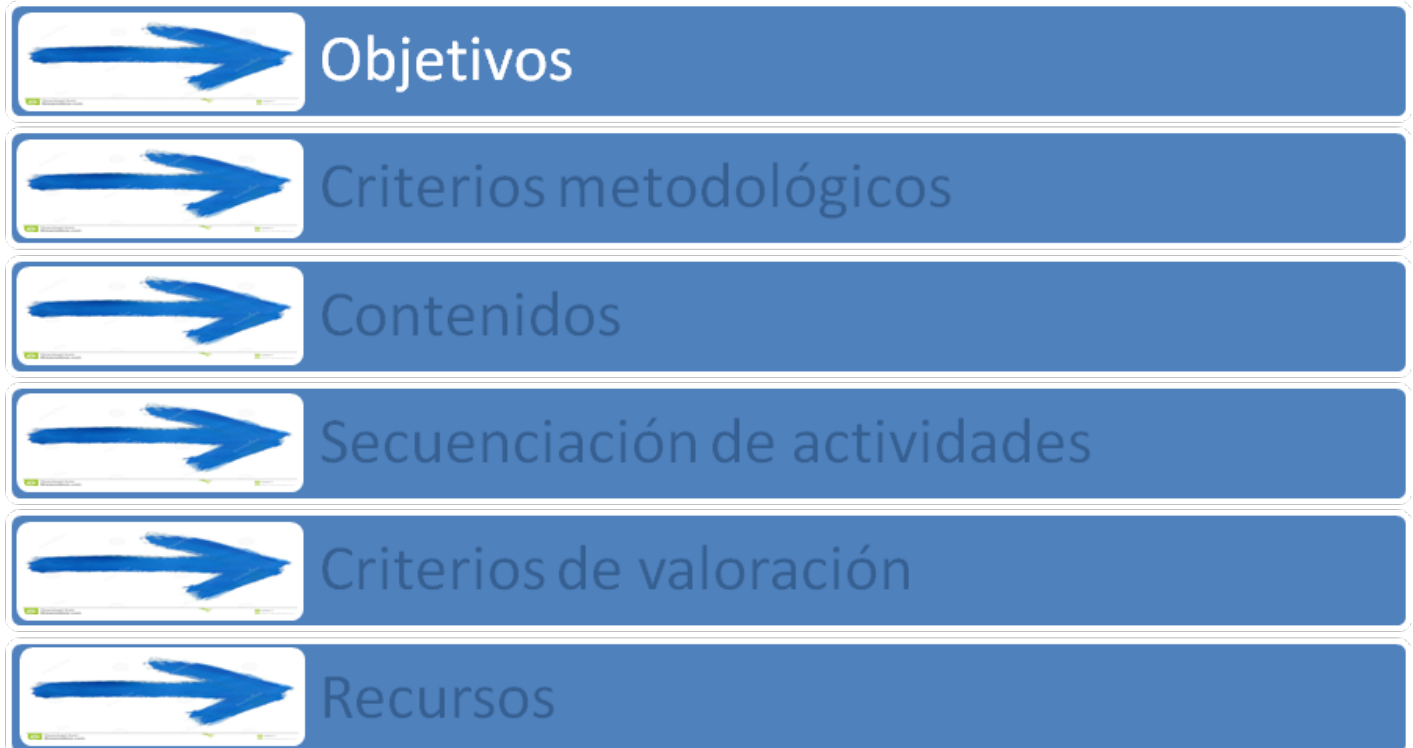 Objetivos
Criterios metodológicos
Contenidos
Secuenciación de actividades
Criterios de valoración
Recursos